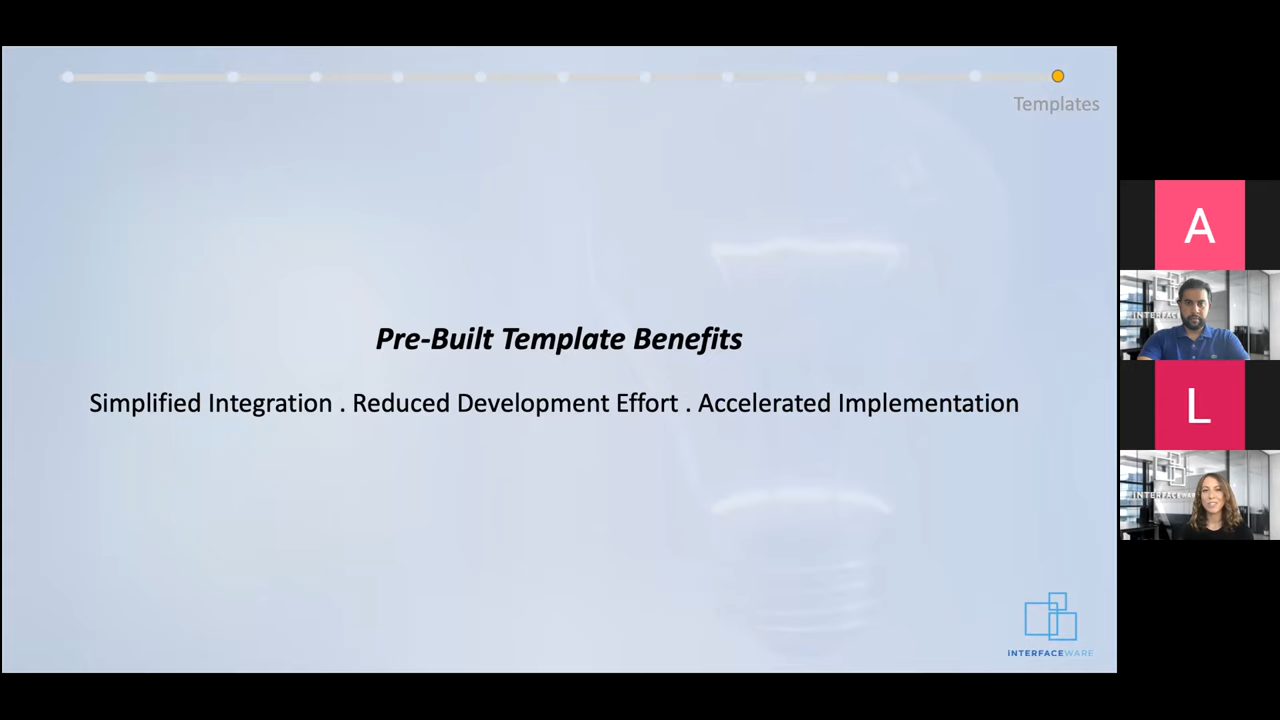 Templates
Pre-Built Template Benefits
Simplified Integration . Reduced Development Effort . Accelerated Implementation
INTERFACEWARE
A
L